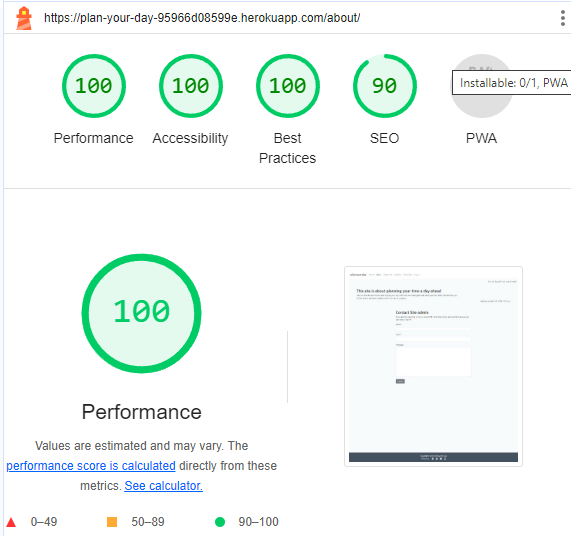 https://plan-your-day-95966d08599e.herokuapp.com/about/
100 100 100 90
Installable: 0/1, PWA
Performance Accessibility Best Practices SEO PWA
100
Performance
Values are estimated and may vary. The
performance score is calculated directly from these
metrics. See calculator.
This site is about planning your time a day ahead
Contact Site admin
0–49 50–89 90–100